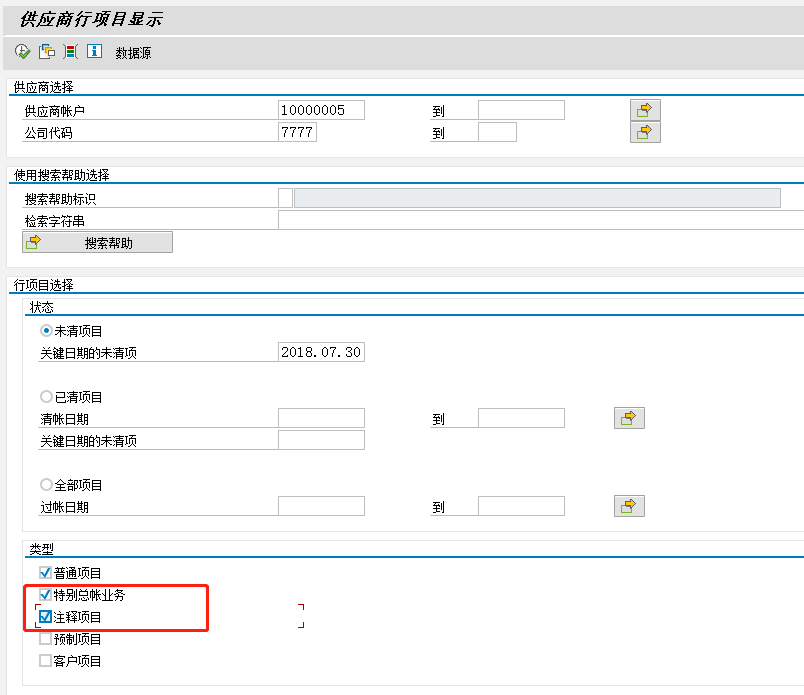 供应商行项目显示
数据源
供应商选择
供应商帐户 10000005 到
公司代码 7777 到
使用搜索帮助选择
搜索帮助标识
检索字符串
搜索帮助
行项目选择
状态
未清项目
关键日期的未清项 2018.07.30
已清项目
清帐日期 到
关键日期的未清项
全部项目
过帐日期 到
类型
普通项目
特别总帐业务
注释项目
预制项目
客户项目